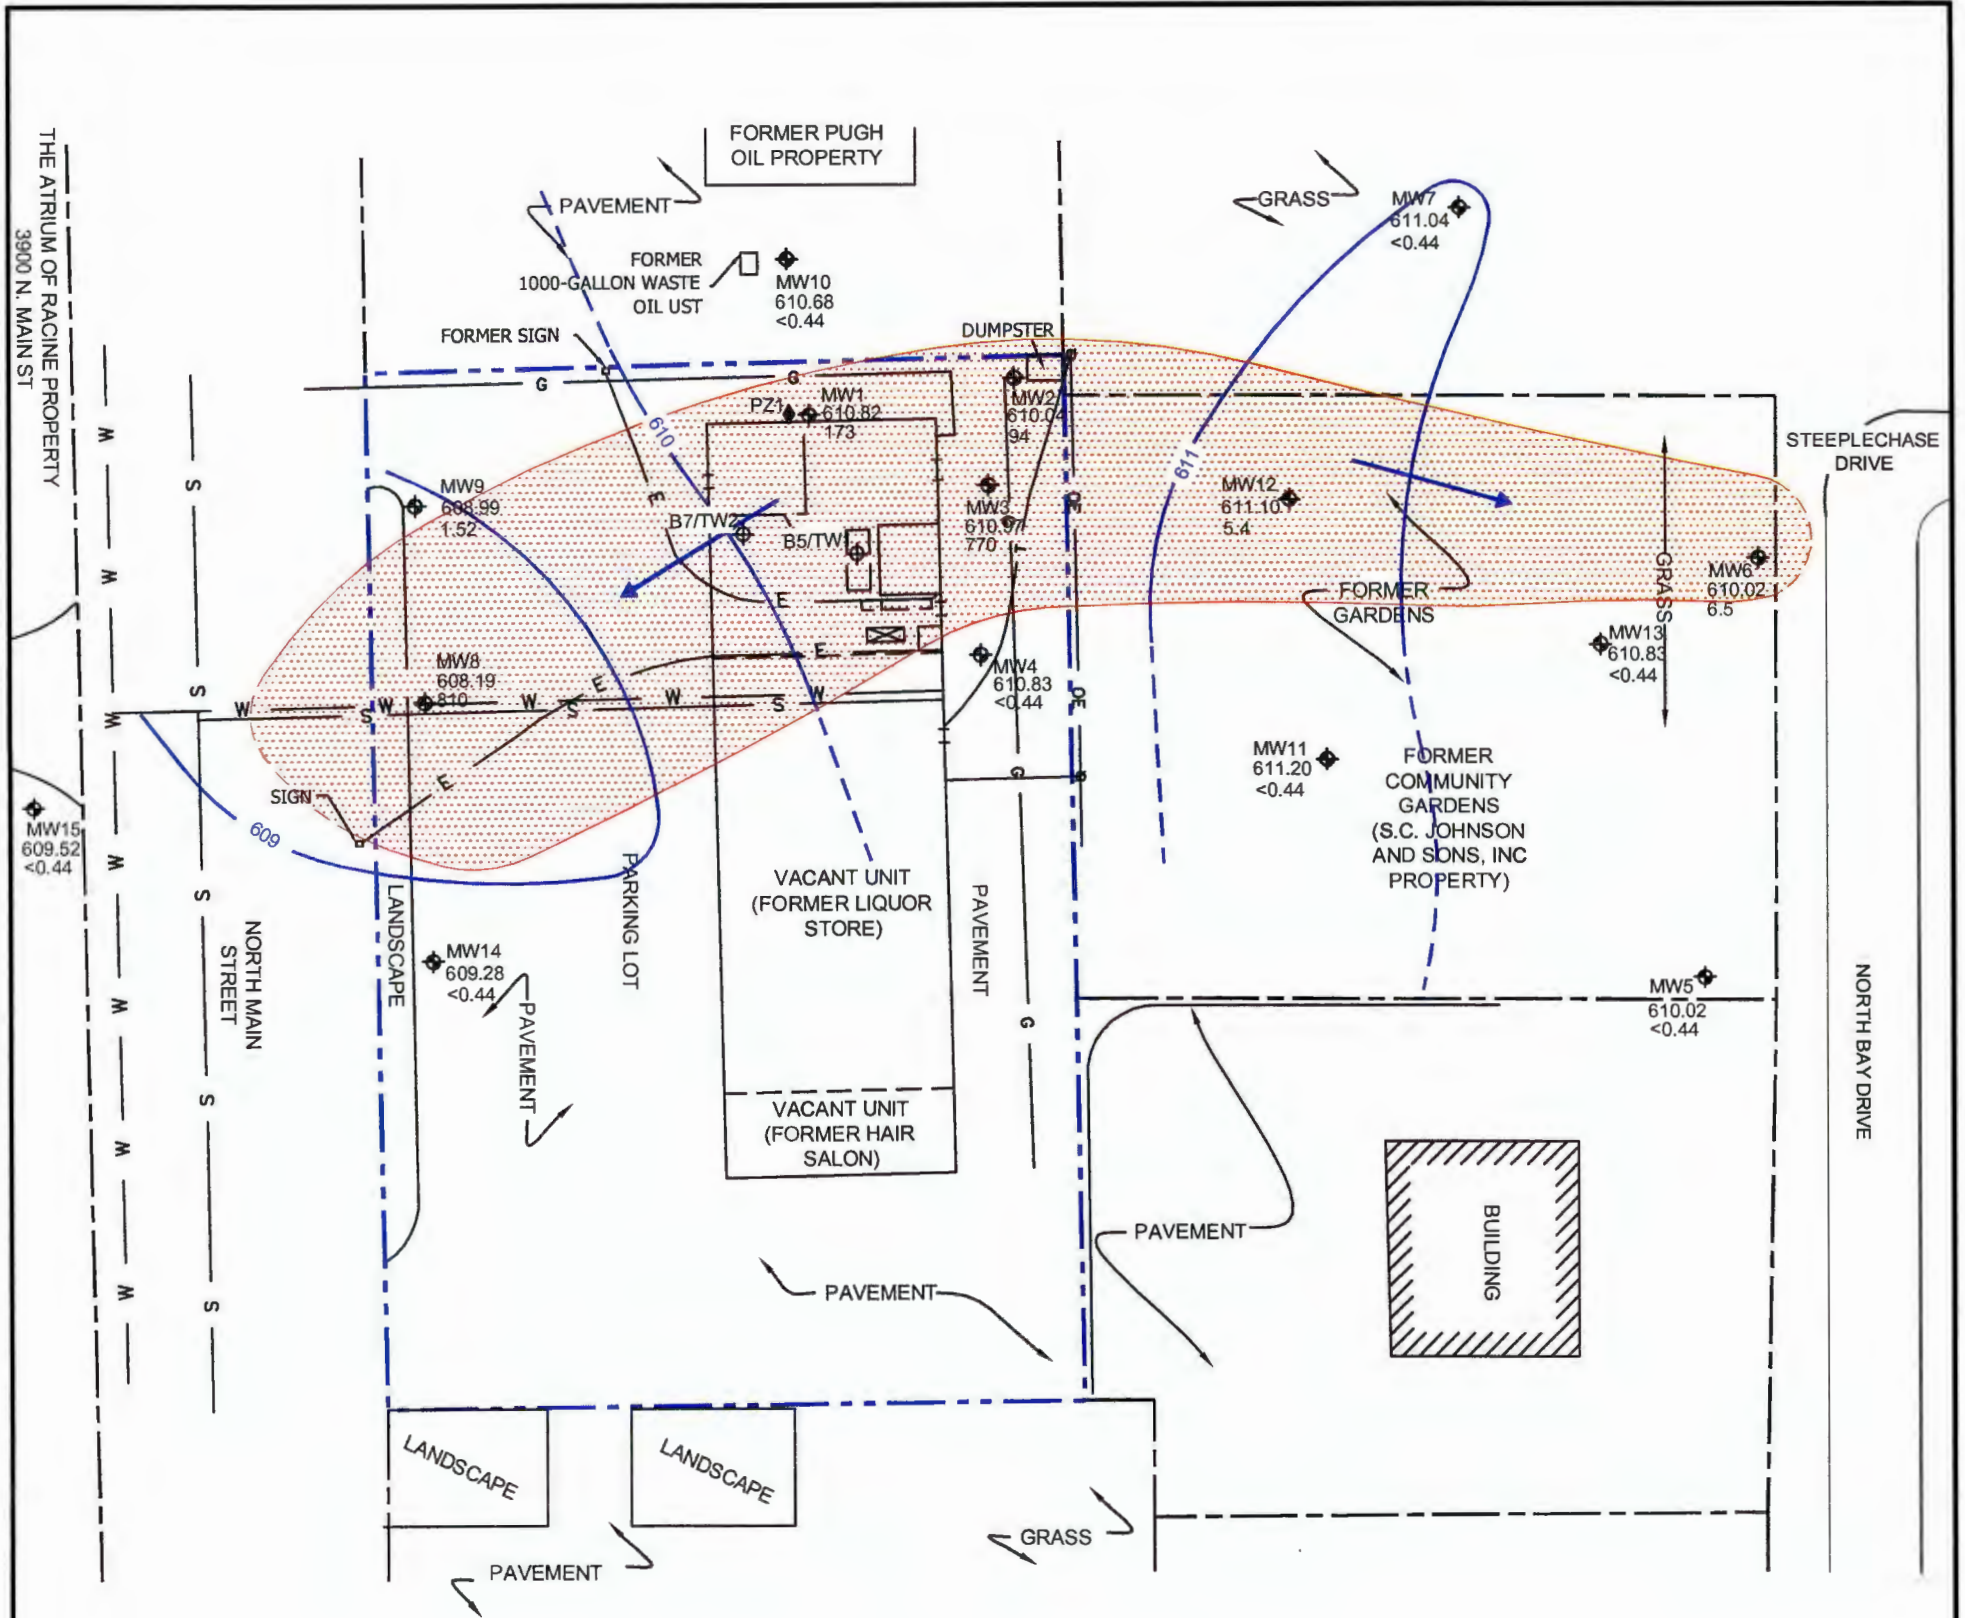 FORMER PUGH
OIL PROPERTY
THE ATRIUM OF RACINE PROPERTY
3900 N. MAIN ST
PAVEMENT
GRASS
MW7
611.04
<0.44
FORMER
1000-GALLON WASTE
OIL UST
MW10
610.68
<0.44
FORMER SIGN
DUMPSTER
G
G
PZ1
MW1
610.82
173
MW2
610.04
94
610
611
STEEPLECHASE
DRIVE
W
S
MW9
608.99
1.52
E
B7/TW2
B5/TW
MW3
610.97
770
OE
MW12
611.10
5.4
GRASS
MW6
610.02
6.5
W
T
E
FORMER
GARDENS
MW13
610.83
<0.44
MW8
608.19
810
E
E
MW4
610.83
<0.44
OE
S
W
W
S
W
W
S
W
S
W
MW11
611.20
<0.44
FORMER
COMMUNITY
GARDENS
(S.C. JOHNSON
AND SONS, INC
PROPERTY)
G
E
SIGN
609
MW15
609.52
<0.44
W
S
LANDSCAPE
PARKING LOT
VACANT UNIT
(FORMER LIQUOR
STORE)
PAVEMENT
NORTH MAIN
STREET
MW14
609.28
<0.44
PAVEMENT
G
MW5
610.02
<0.44
NORTH BAY DRIVE
W
W
S
VACANT UNIT
(FORMER HAIR
SALON)
PAVEMENT
BUILDING
W
S
PAVEMENT
LANDSCAPE
LANDSCAPE
GRASS
PAVEMENT